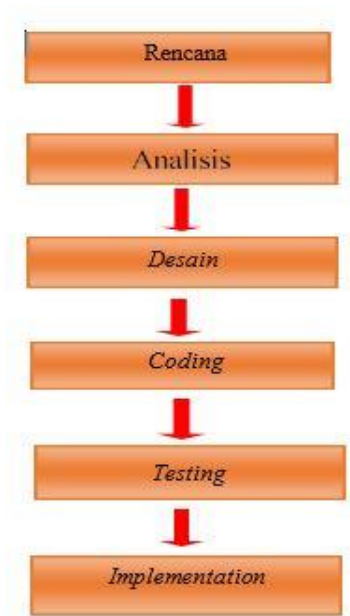 Rencana
Analisis
Desain
Coding
Testing
Implementation